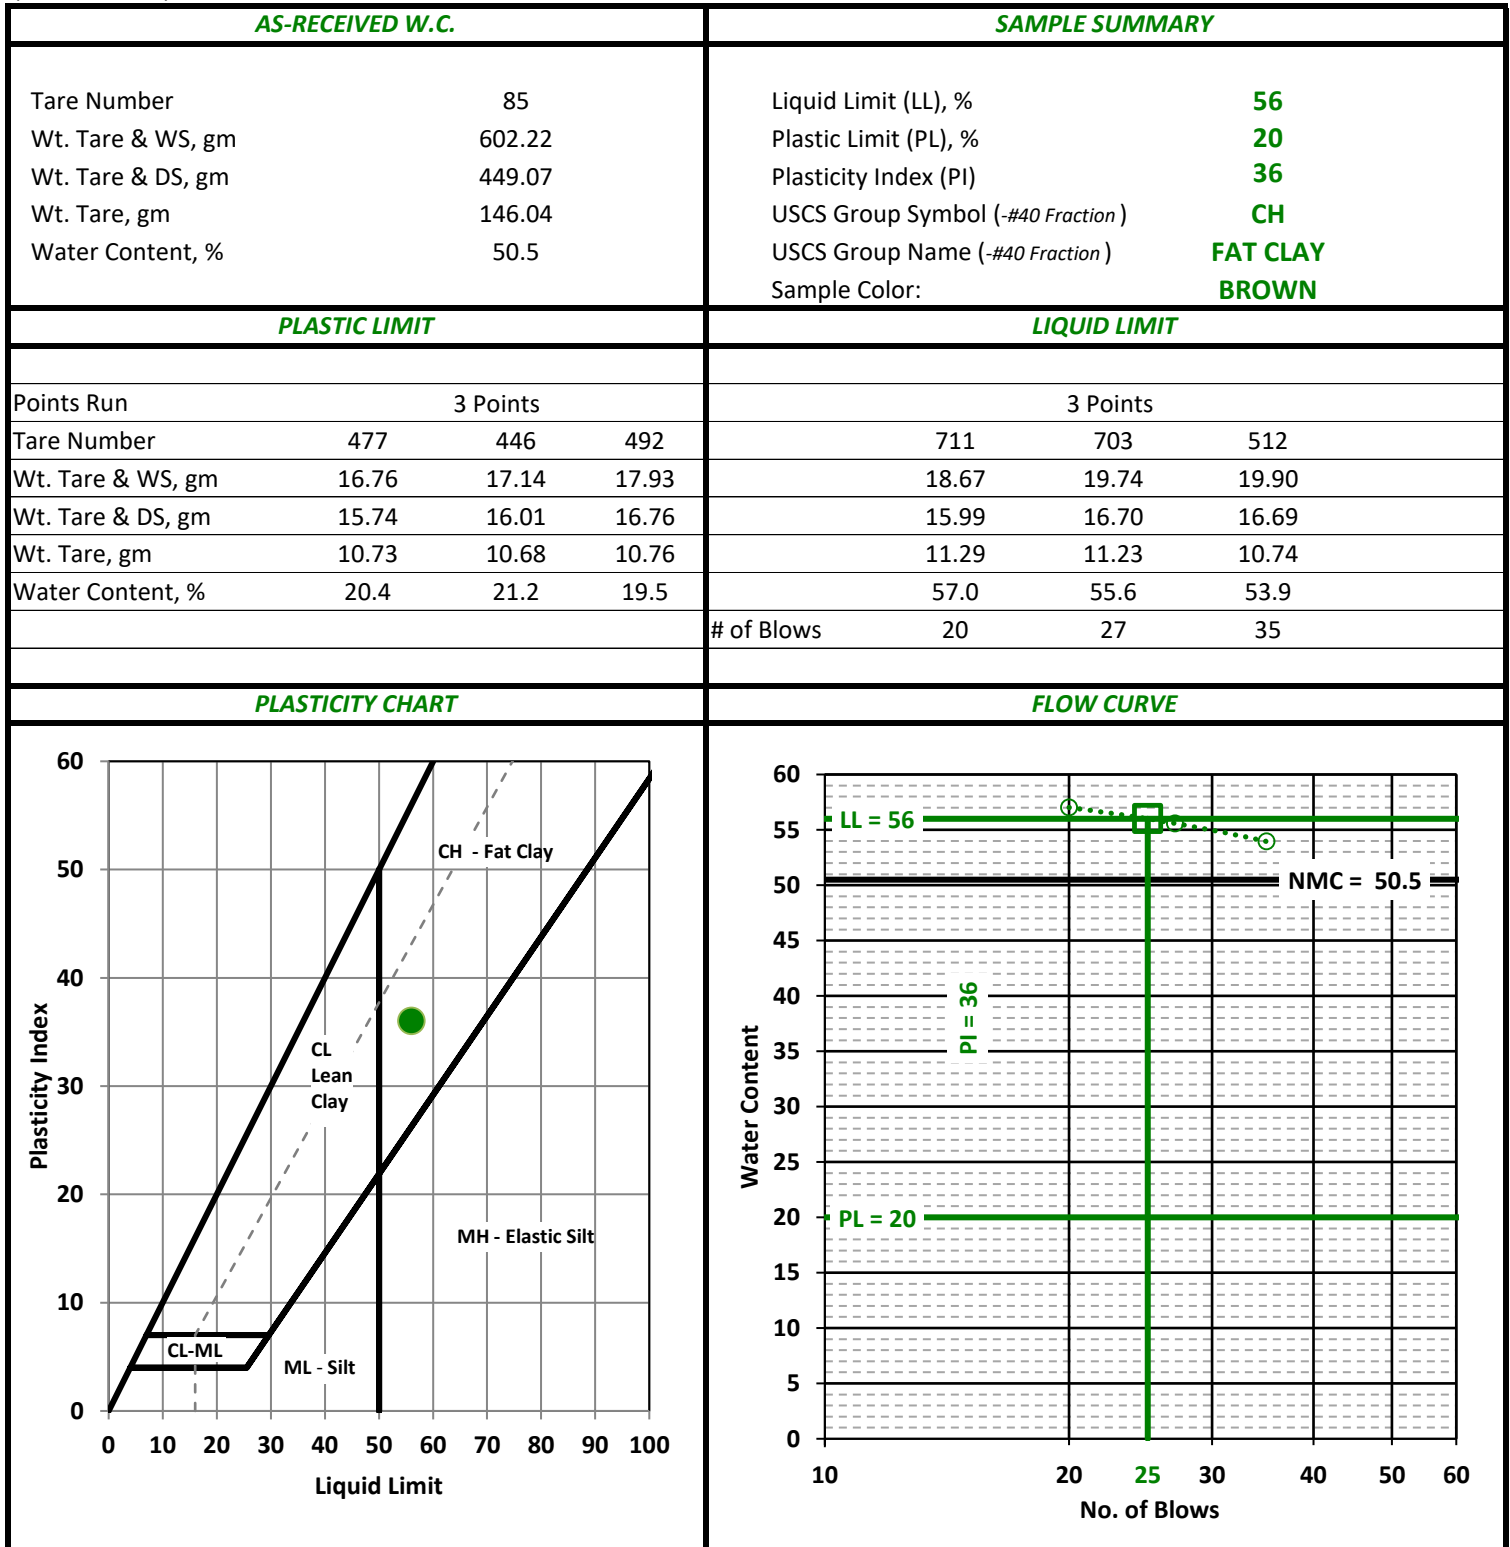 AS-RECEIVED W.C.
Tare Number 85
Wt. Tare & WS, gm 602.22
Wt. Tare & DS, gm 449.07
Wt. Tare, gm 146.04
Water Content, % 50.5
SAMPLE SUMMARY
Liquid Limit (LL), % 56
Plastic Limit (PL), % 20
Plasticity Index (PI) 36
USCS Group Symbol (-#40 Fraction ) CH
USCS Group Name (-#40 Fraction ) FAT CLAY
Sample Color: BROWN
PLASTIC LIMIT
Points Run 3 Points
Tare Number 477 446 492
Wt. Tare & WS, gm 16.76 17.14 17.93
Wt. Tare & DS, gm 15.74 16.01 16.76
Wt. Tare, gm 10.73 10.68 10.76
Water Content, % 20.4 21.2 19.5
LIQUID LIMIT
3 Points
711 703 512
18.67 19.74 19.90
15.99 16.70 16.69
11.29 11.23 10.74
57.0 55.6 53.9
# of Blows 20 27 35
PLASTICITY CHART
60
50
40
30
20
10
0
Plasticity Index
CH - Fat Clay
CL
Lean
Clay
MH - Elastic Silt
CL-ML
ML - Silt
0 10 20 30 40 50 60 70 80 90 100
Liquid Limit
FLOW CURVE
60
55
50
45
40
35
30
25
20
15
10
5
0
Water Content
LL = 56
NMC = 50.5
PI = 36
PL = 20
10 20 25 30 40 50 60
No. of Blows